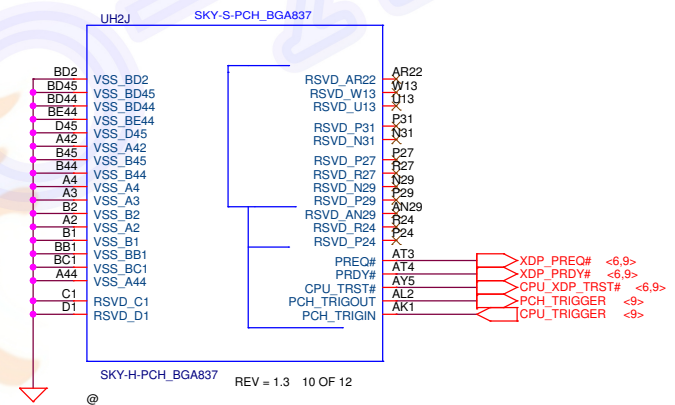 UH2J SKY-S-PCH_BGA837
BD2 VSS_BD2 RSVD_AR22 AR22
BD45 VSS_BD45 RSVD_W13 W13
BD44 VSS_BD44 RSVD_U13 U13
BE44 VSS_BE44
D45 VSS_D45 RSVD_P31 P31
A42 VSS_A42 RSVD_N31 N31
B45 VSS_B45 RSVD_P27 P27
B44 VSS_B44 RSVD_R27 R27
A4 VSS_A4 RSVD_N29 N29
A3 VSS_A3 RSVD_P29 P29
B2 VSS_B2 RSVD_AN29 AN29
A2 VSS_A2 RSVD_R24 R24
B1 VSS_B1 RSVD_P24 P24
BB1 VSS_BB1 PREQ# AT3 XDP_PREQ# <6,9>
BC1 VSS_BC1 PRDY# AT4 XDP_PRDY# <6,9>
A44 VSS_A44 CPU_TRST# AY5 CPU_XDP_TRST# <6,9>
C1 RSVD_C1 PCH_TRIGOUT AL2 PCH_TRIGGER <9>
D1 RSVD_D1 PCH_TRIGIN AK1 CPU_TRIGGER <9>
SKY-H-PCH_BGA837 REV = 1.3 10 OF 12
@